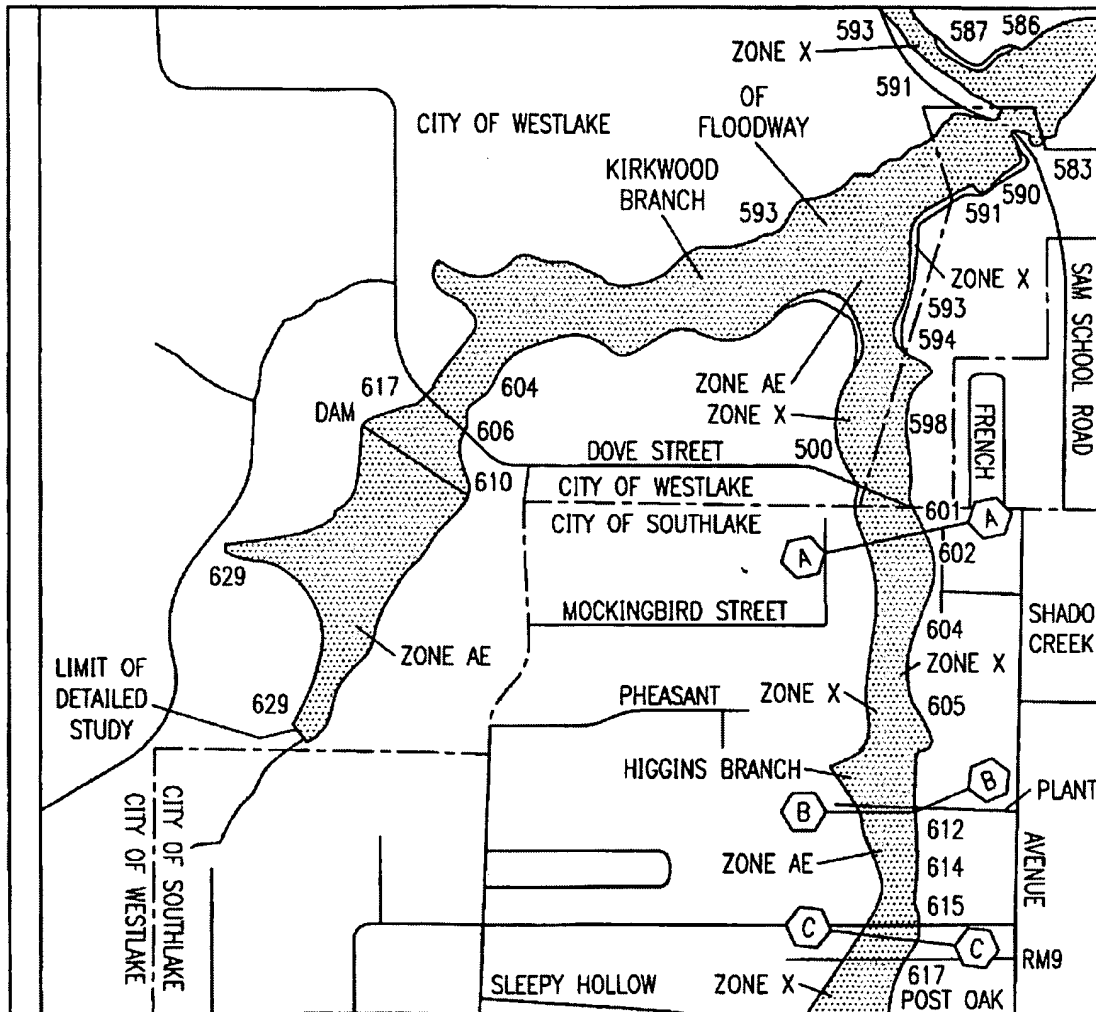 593
587
586
ZONE X
591
OF
FLOODWAY
CITY OF WESTLAKE
KIRKWOOD
BRANCH
593
583
590
591
ZONE X
593
594
SAM SCHOOL ROAD
617
604
ZONE AE
DAM
ZONE X
606
598
FRENCH
DOVE STREET
500
610
CITY OF WESTLAKE
601
CITY OF SOUTHLAKE
A
A
602
629
MOCKINGBIRD STREET
604
SHADO
CREEK
ZONE AE
ZONE X
LIMIT OF
DETAILED
STUDY
629
PHEASANT
ZONE X
605
HIGGINS BRANCH
B
B
PLANT
612
CITY OF SOUTHLAKE
CITY OF WESTLAKE
ZONE AE
614
AVENUE
615
C
C
RM9
617
SLEEPY HOLLOW
ZONE X
POST OAK